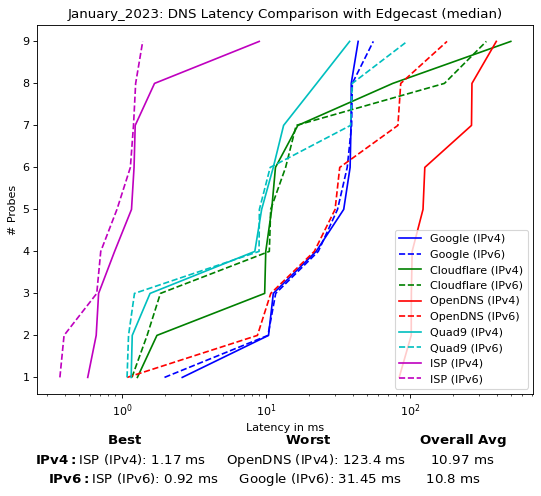 January_2023: DNS Latency Comparison with Edgecast (median)
# Probes
9
8
7
6
5
4
3
2
1
Google (IPv4)
Google (IPv6)
Cloudflare (IPv4)
Cloudflare (IPv6)
OpenDNS (IPv4)
OpenDNS (IPv6)
Quad9 (IPv4)
Quad9 (IPv6)
ISP (IPv4)
ISP (IPv6)
10⁰ 10¹ 10²
Latency in ms
Best Worst Overall Avg
IPv4: ISP (IPv4): 1.17 ms OpenDNS (IPv4): 123.4 ms 10.97 ms
IPv6: ISP (IPv6): 0.92 ms Google (IPv6): 31.45 ms 10.8 ms